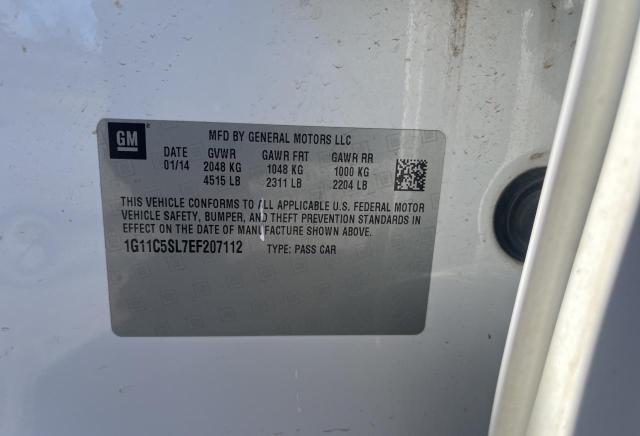 GM
MFD BY GENERAL MOTORS LLC
DATE GVWR GAWR FRT GAWR RR
01/14 2048 KG 1048 KG 1000 KG
4515 LB 2311 LB 2204 LB
THIS VEHICLE CONFORMS TO ALL APPLICABLE U.S. FEDERAL MOTOR
VEHICLE SAFETY, BUMPER, AND THEFT PREVENTION STANDARDS IN
EFFECT ON THE DATE OF MANUFACTURE SHOWN ABOVE.
1G11C5SL7EF207112 TYPE: PASS CAR